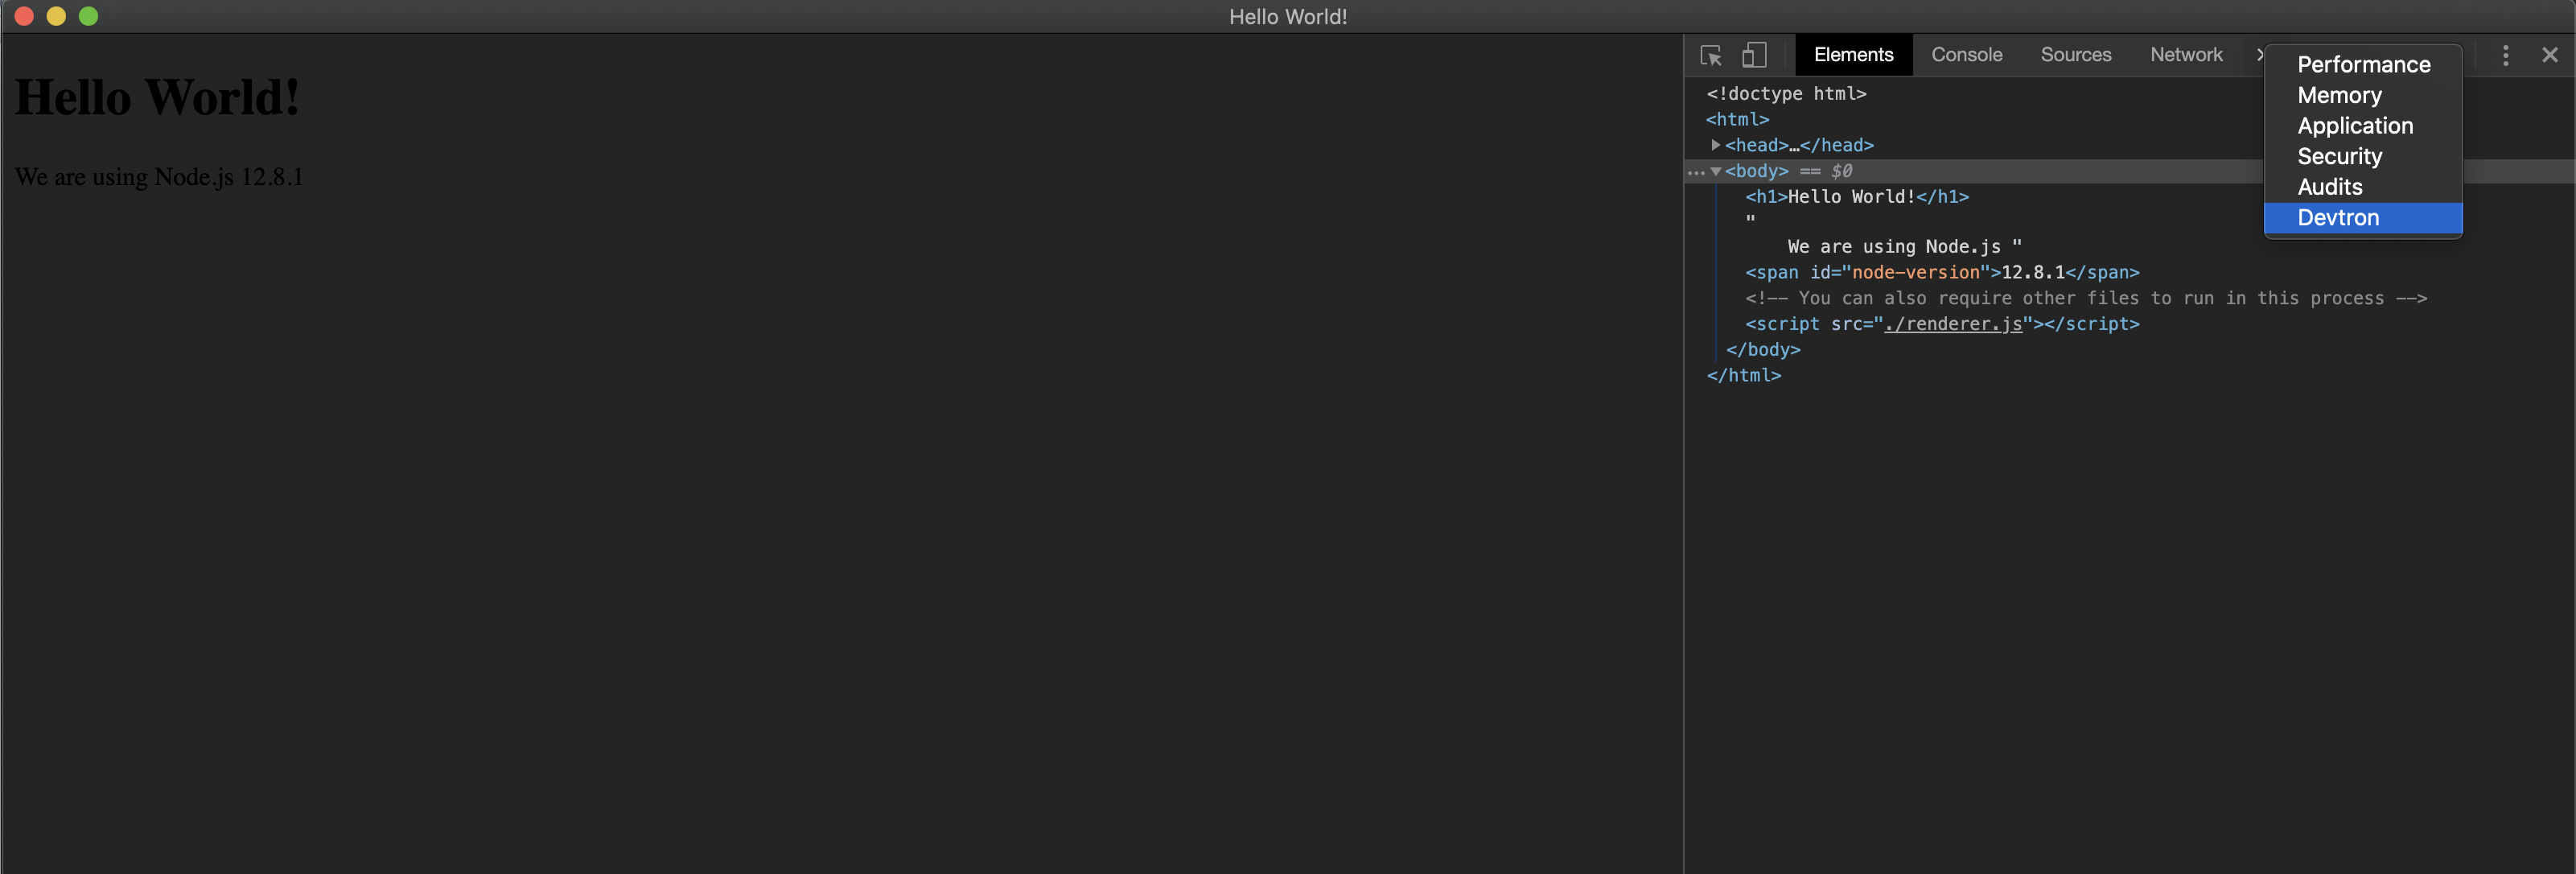 Hello World!
Hello World!
We are using Node.js 12.8.1
Elements Console Sources Network
Performance
Memory
Application
Security
Audits
Devtron
<!doctype html>
<html>
<head>…</head>
<body> == $0
<h1>Hello World!</h1>
"
We are using Node.js "
<span id="node-version">12.8.1</span>
<!-- You can also require other files to run in this process -->
<script src="./renderer.js"></script>
</body>
</html>